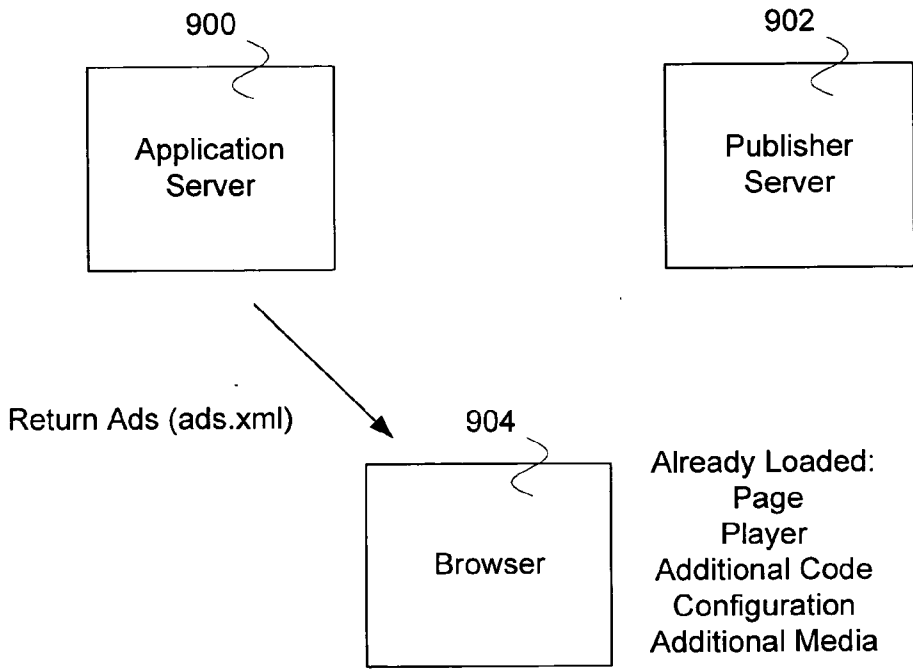 900
902
Application
Server
Publisher
Server
Return Ads (ads.xml)
904
Browser
Already Loaded:
Page
Player
Additional Code
Configuration
Additional Media